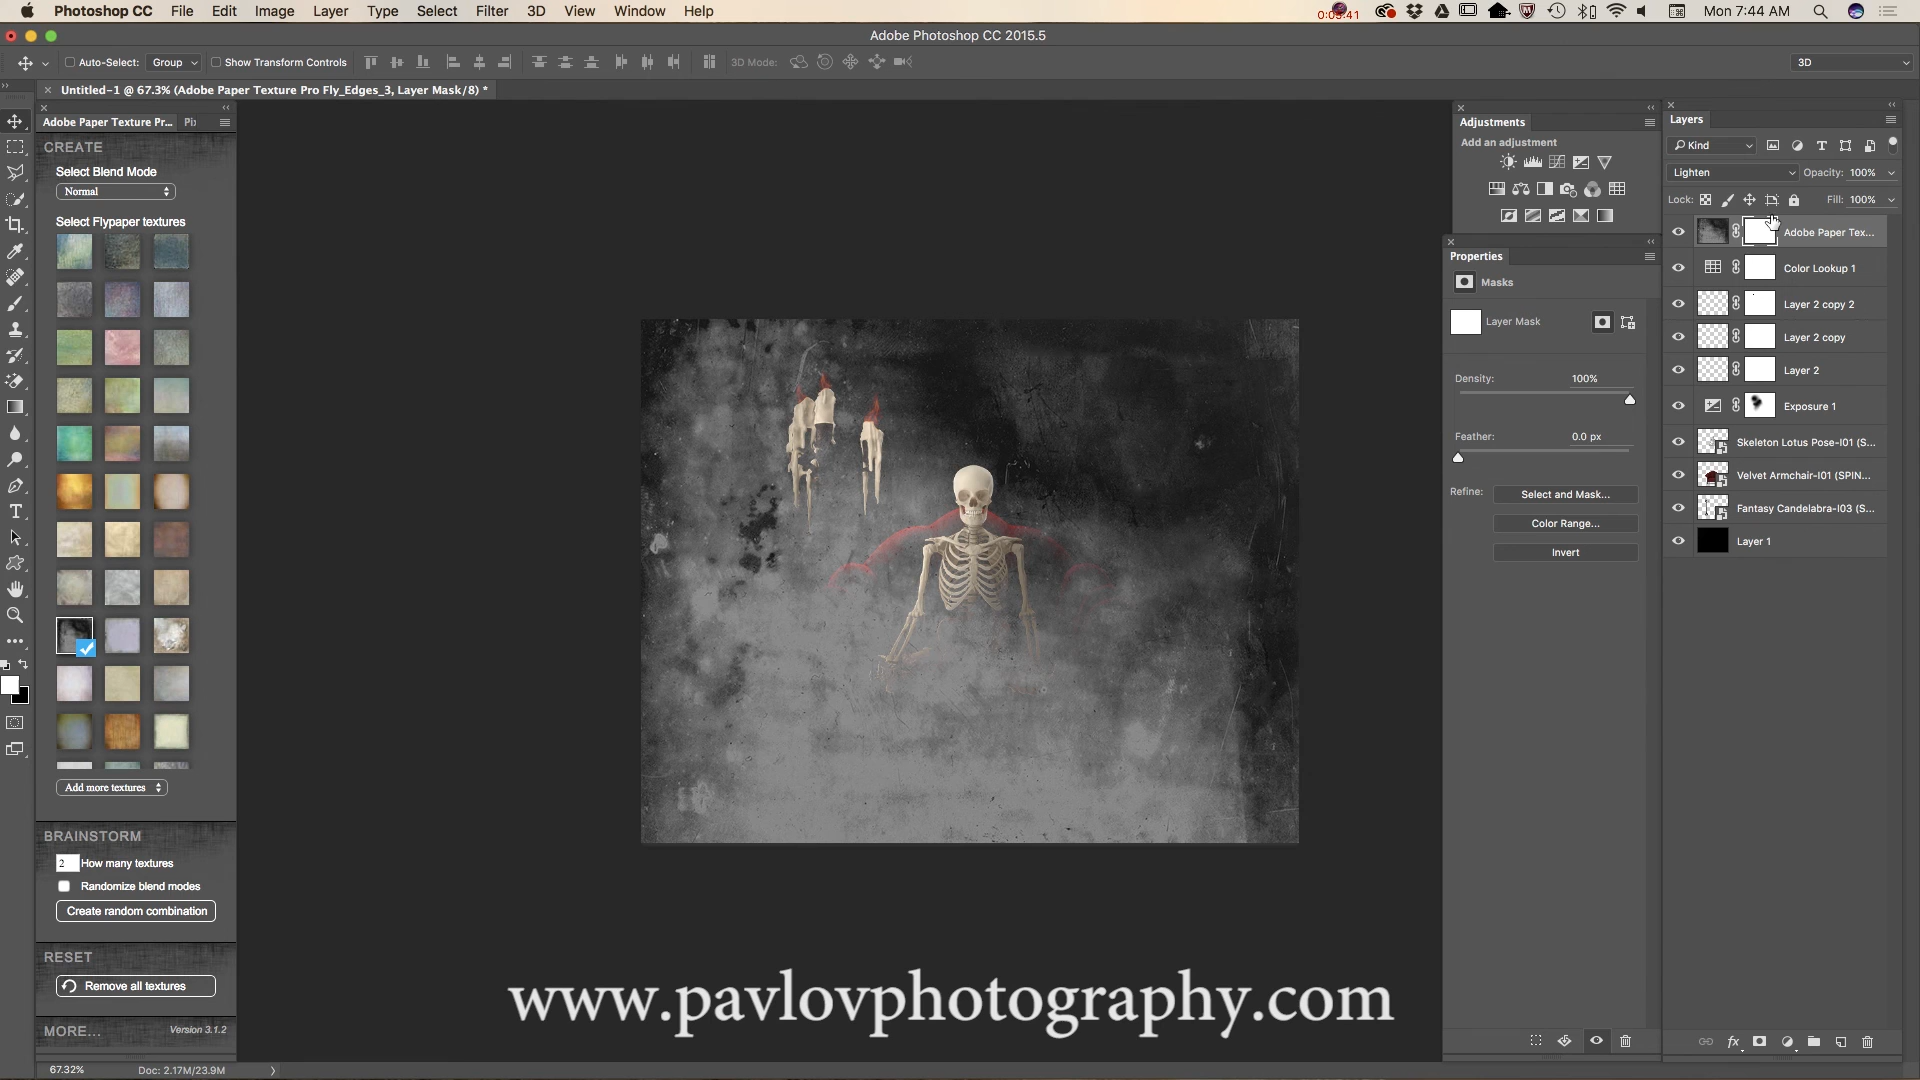 Photoshop CC File Edit Image Layer Type Select Filter 3D View Window Help
Mon 7:44 AM
Adobe Photoshop CC 2015.5
Auto-Select: Group Show Transform Controls 3D Mode: 3D
Untitled-1 @ 67.3% (Adobe Paper Texture Pro Fly_Edges_3, Layer Mask/8) *
Adobe Paper Texture Pr...
CREATE
Select Blend Mode
Normal
Select Flypaper textures
Add more textures
BRAINSTORM
2 How many textures
Randomize blend modes
Create random combination
RESET
Remove all textures
MORE...
Version 3.1.2
67.32% Doc: 2.17M/23.9M
www.pavlovphotography.com
Adjustments
Add an adjustment
Properties
Masks
Layer Mask
Density: 100%
Feather: 0.0 px
Refine: Select and Mask...
Color Range...
Invert
Layers
Kind
Lighten Opacity: 100%
Lock: Fill: 100%
Adobe Paper Tex...
Color Lookup 1
Layer 2 copy 2
Layer 2 copy
Layer 2
Exposure 1
Skeleton Lotus Pose-I01 (S...
Velvet Armchair-I01 (SPIN...
Fantasy Candelabra-I03 (S...
Layer 1